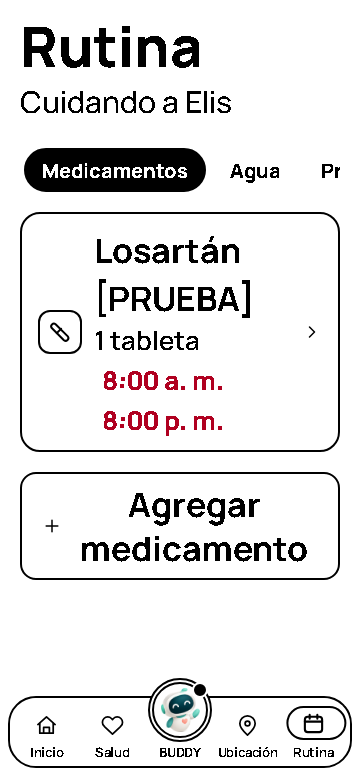 Rutina
Cuidando a Elis
Medicamentos Agua Pr
Losartán
[PRUEBA]
1 tableta
8:00 a. m.
8:00 p. m.
Agregar
medicamento
Inicio Salud BUDDY Ubicación Rutina